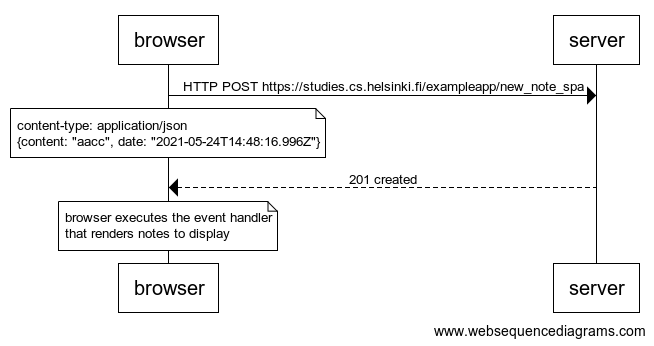 browser
server
HTTP POST https://studies.cs.helsinki.fi/exampleapp/new_note_spa
content-type: application/json
{content: "aacc", date: "2021-05-24T14:48:16.996Z"}
201 created
browser executes the event handler
that renders notes to display
browser
server
www.websequencediagrams.com